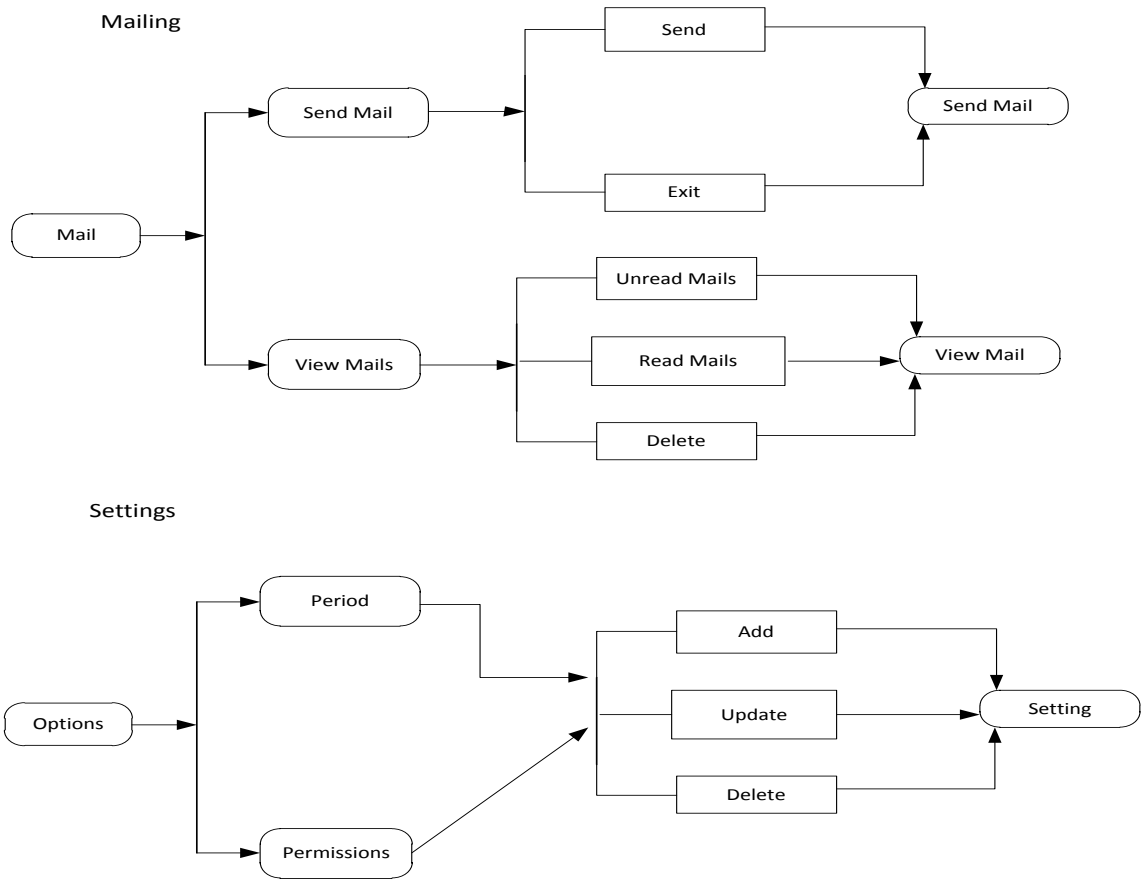 Mailing
Send
Send Mail
Send Mail
Exit
Mail
Unread Mails
View Mails
Read Mails
View Mail
Delete
Settings
Period
Add
Options
Update
Setting
Delete
Permissions